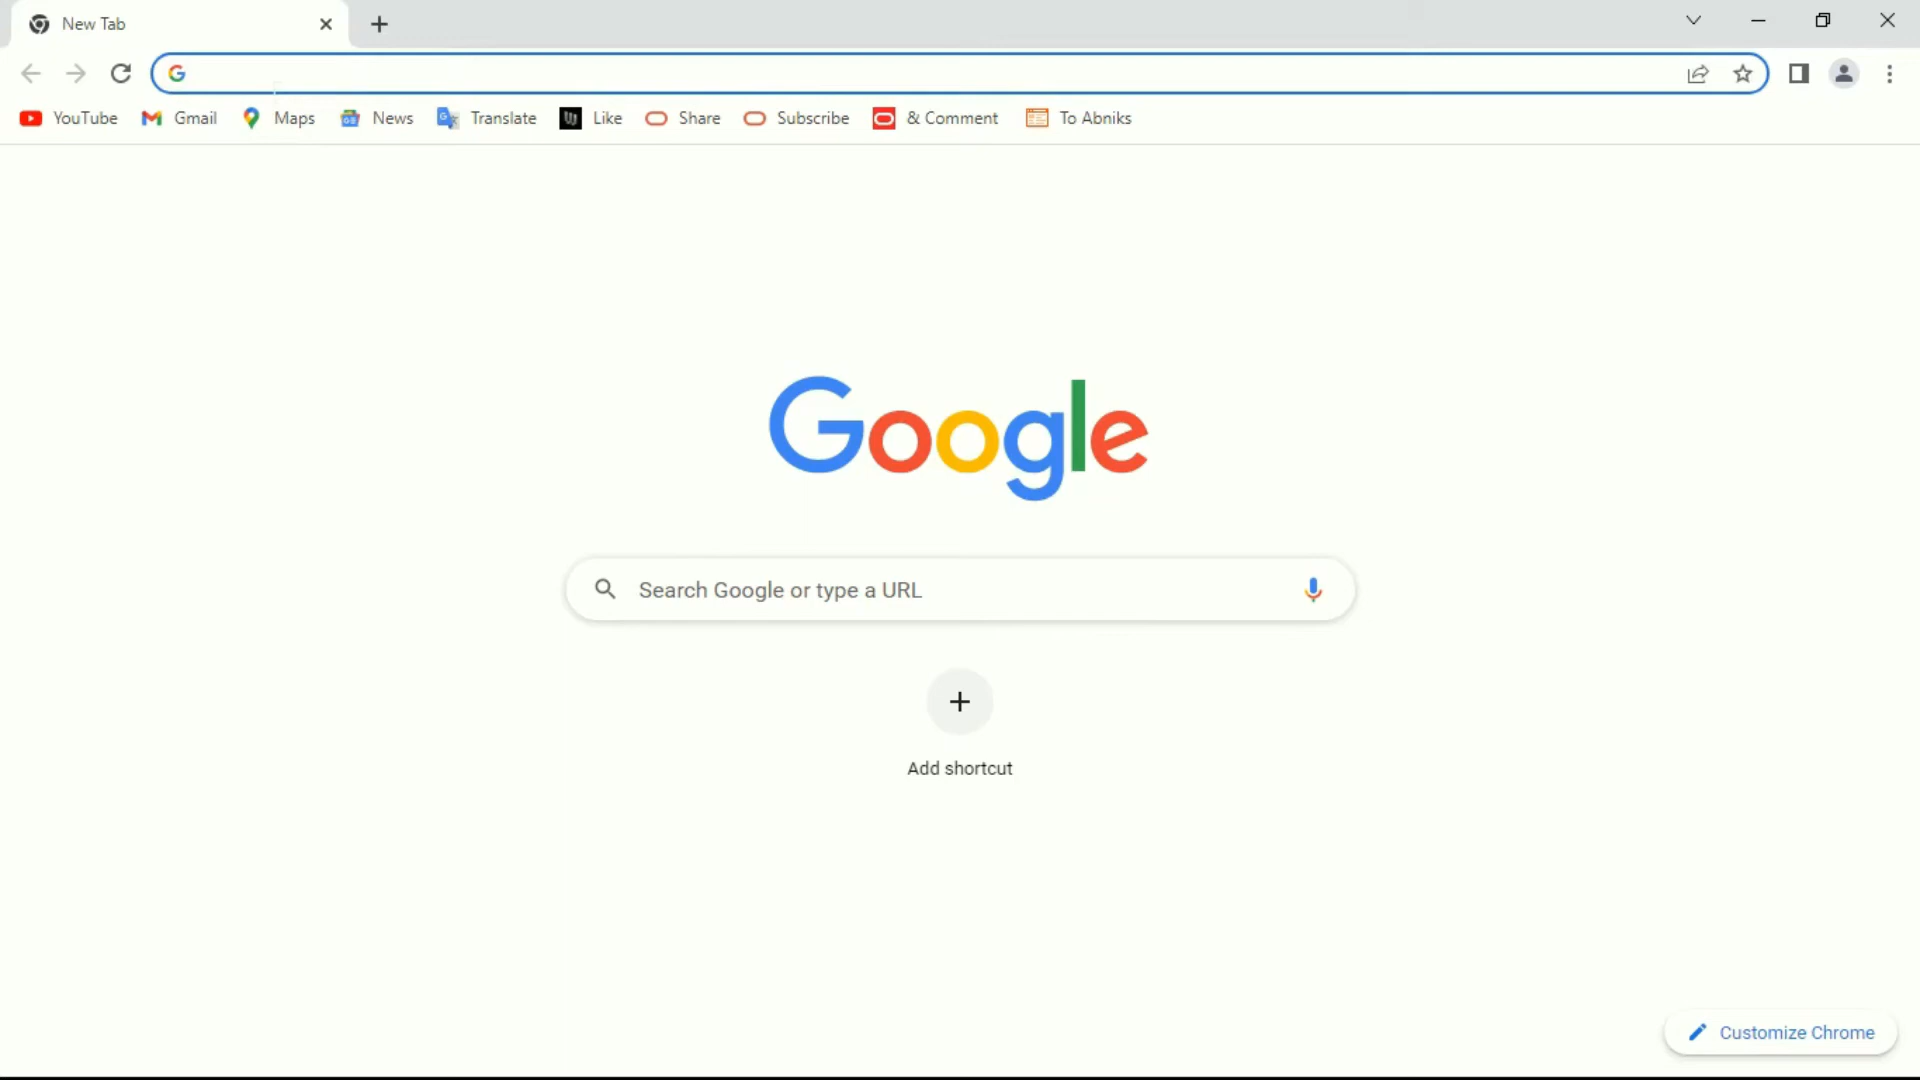 New Tab
YouTube Gmail Maps News Translate Like Share Subscribe & Comment To Abniks
Google
Search Google or type a URL
Add shortcut
Customize Chrome